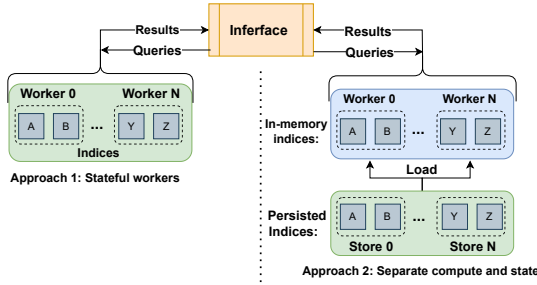 Inferface
Results
Queries
Results
Queries
Worker 0
Worker N
A
B
...
Y
Z
Indices
Approach 1: Stateful workers
Worker 0
Worker N
In-memory
indices:
A
B
...
Y
Z
Load
Persisted
Indices:
A
B
...
Y
Z
Store 0
Store N
Approach 2: Separate compute and state